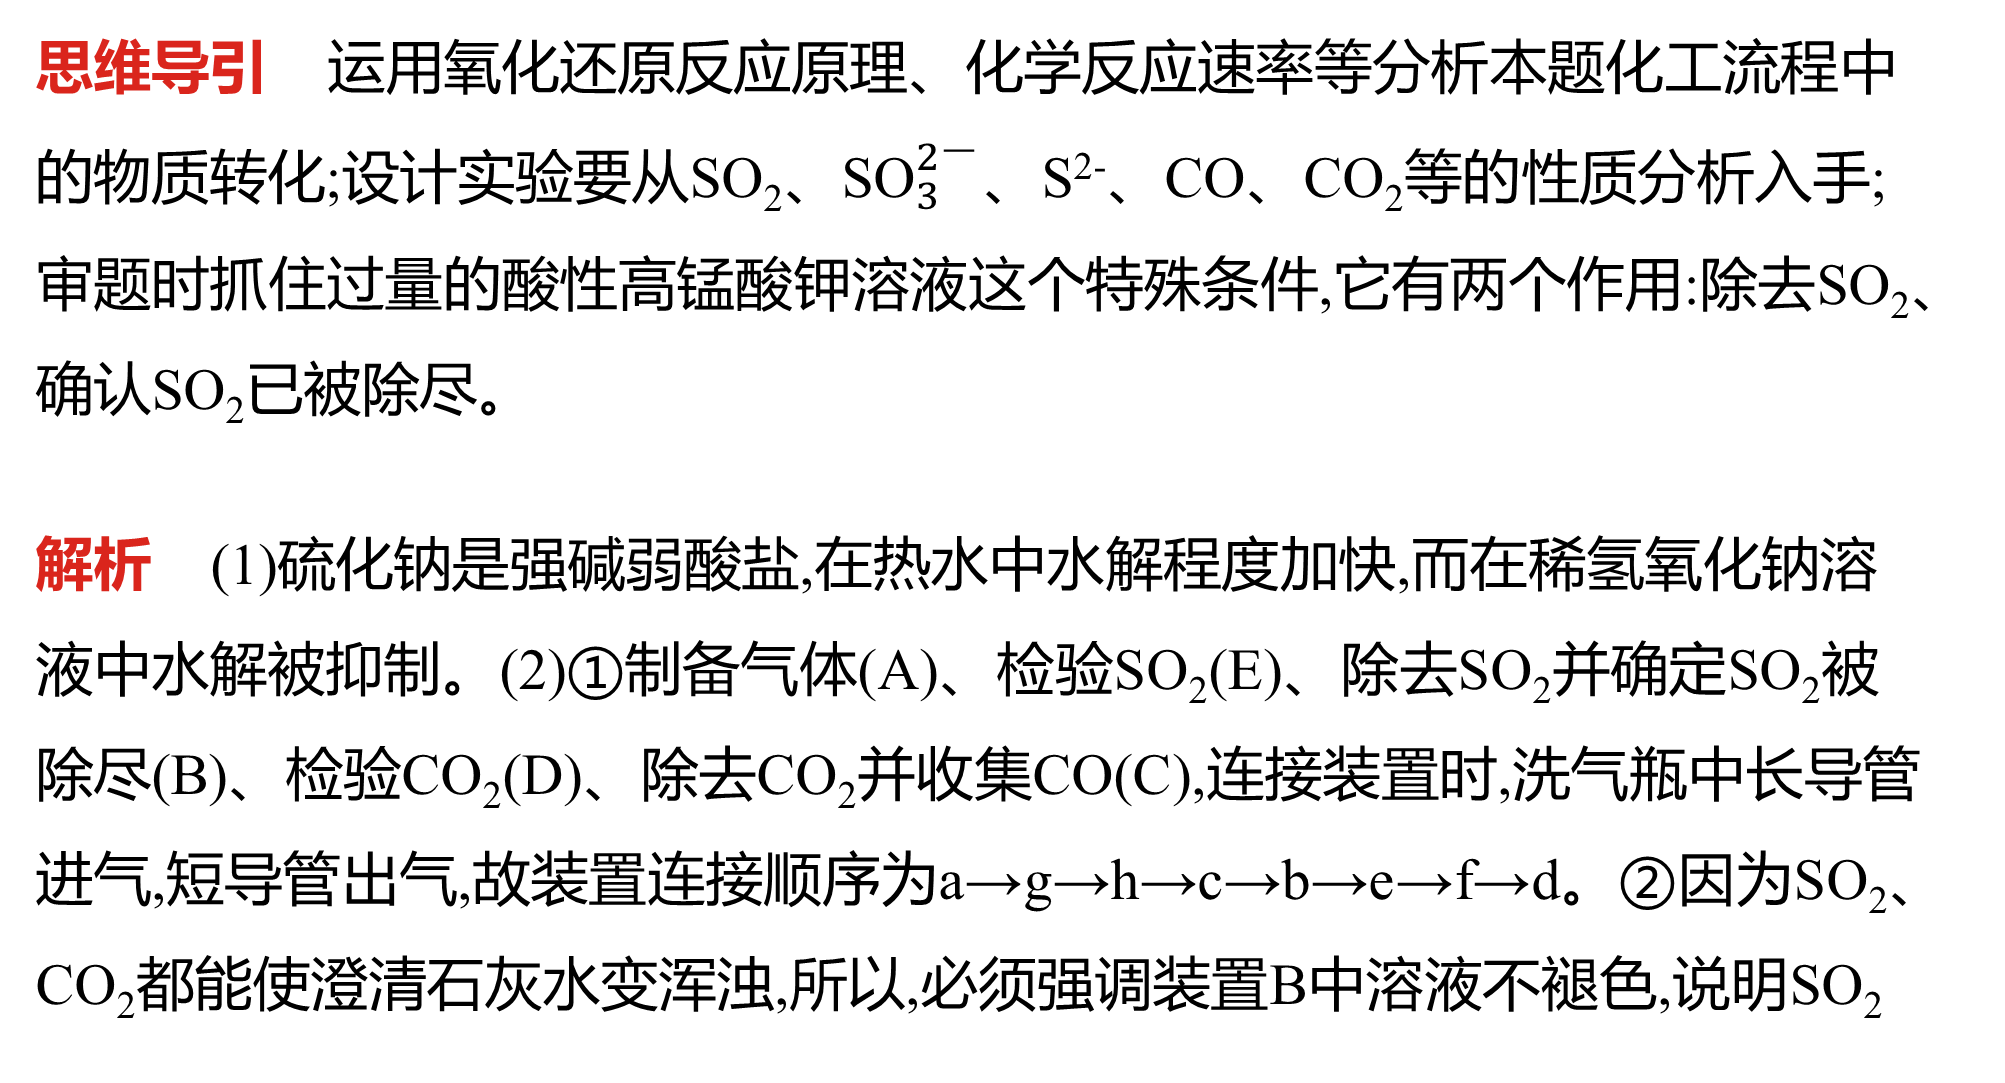 思维导引 运用氧化还原反应原理、化学反应速率等分析本题化工流程中
的物质转化;设计实验要从SO₂、SO₃²⁻、S²⁻、CO、CO₂等的性质分析入手;
审题时抓住过量的酸性高锰酸钾溶液这个特殊条件,它有两个作用:除去SO₂、
确认SO₂已被除尽。
解析 (1)硫化钠是强碱弱酸盐,在热水中水解程度加快,而在稀氢氧化钠溶
液中水解被抑制。(2)①制备气体(A)、检验SO₂(E)、除去SO₂并确定SO₂被
除尽(B)、检验CO₂(D)、除去CO₂并收集CO(C),连接装置时,洗气瓶中长导管
进气,短导管出气,故装置连接顺序为a→g→h→c→b→e→f→d。②因为SO₂、
CO₂都能使澄清石灰水变浑浊,所以,必须强调装置B中溶液不褪色,说明SO₂